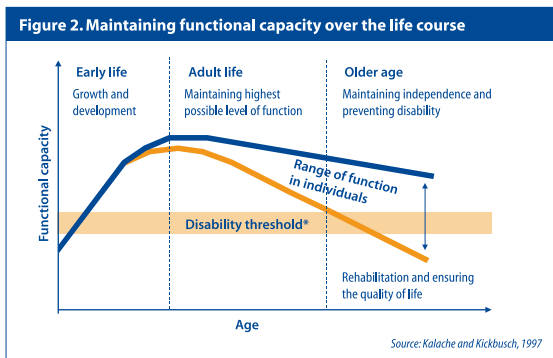 Figure 2. Maintaining functional capacity over the life course
Early life
Growth and
development
Adult life
Maintaining highest
possible level of function
Older age
Maintaining independence and
preventing disability
Functional capacity
Range of function
in individuals
Disability threshold*
Rehabilitation and ensuring
the quality of life
Age
Source: Kalache and Kickbusch, 1997